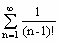 ∞ ∑ n=1 1/(n-1)!